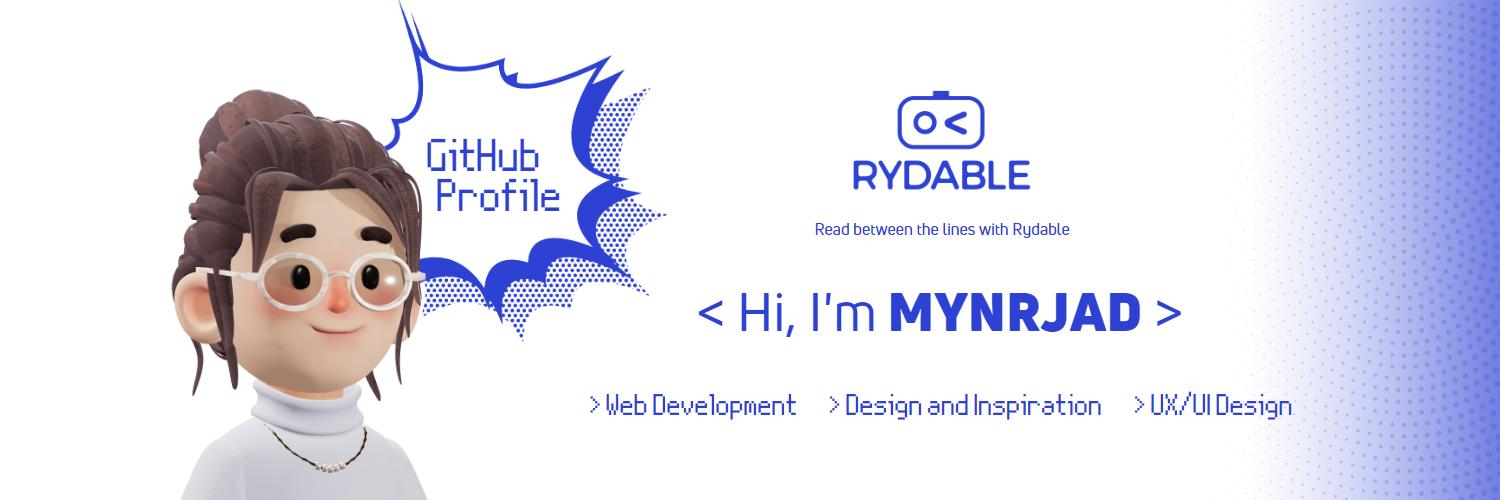 GitHub
Profile
RYDABLE
Read between the lines with Rydable
< Hi, I'm MYNRJAD >
> Web Development > Design and Inspiration > UX/UI Design